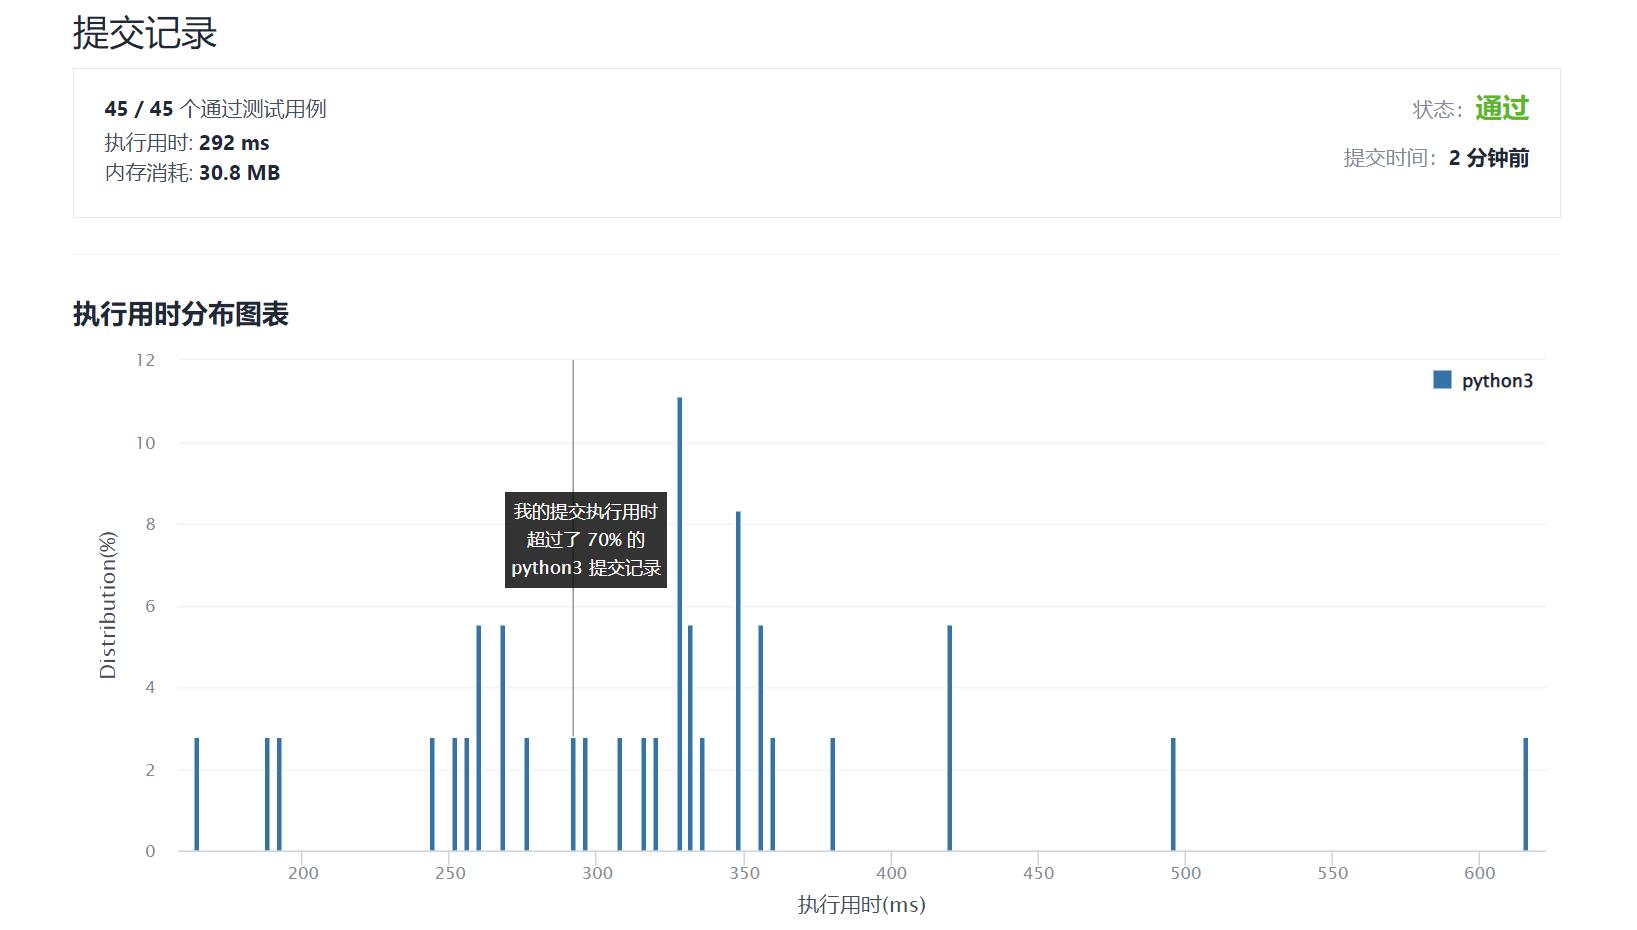 提交记录
45 / 45 个通过测试用例
状态：通过
执行用时: 292 ms
提交时间：2 分钟前
内存消耗: 30.8 MB
执行用时分布图表
12
10
8
6
4
2
0
Distribution(%)
python3
我的提交执行用时
超过了 70% 的
python3 提交记录
200 250 300 350 400 450 500 550 600
执行用时(ms)